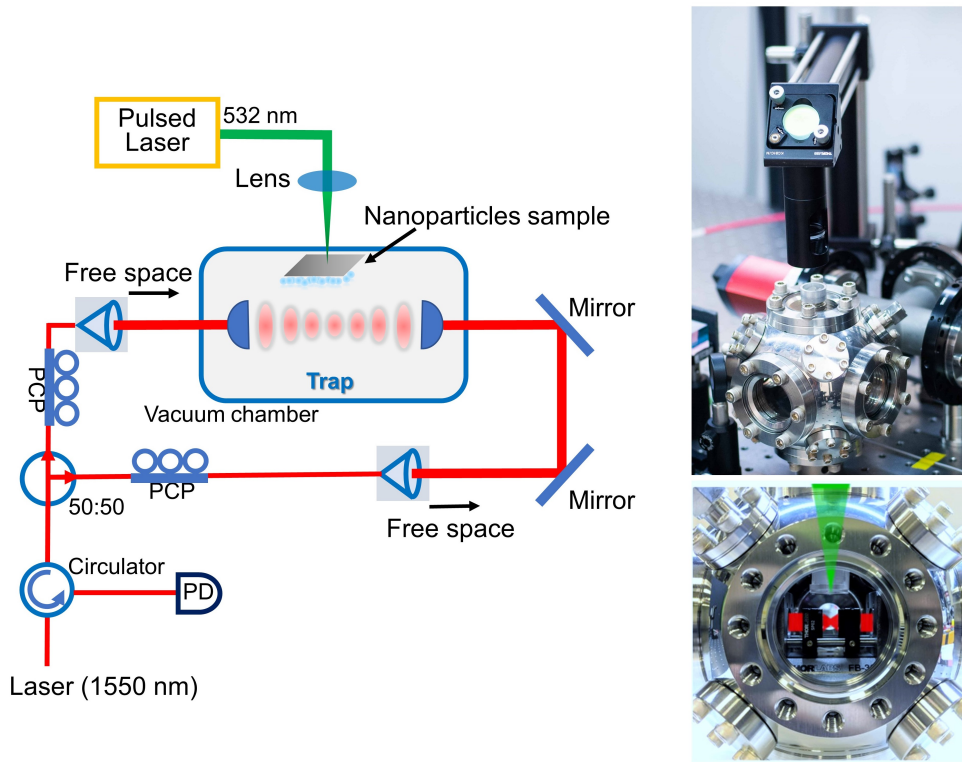 Pulsed
Laser
532 nm
Lens
Nanoparticles sample
Free space
Mirror
PCP
Trap
Vacuum chamber
PCP
50:50
Free space
Mirror
Circulator
PD
Laser (1550 nm)